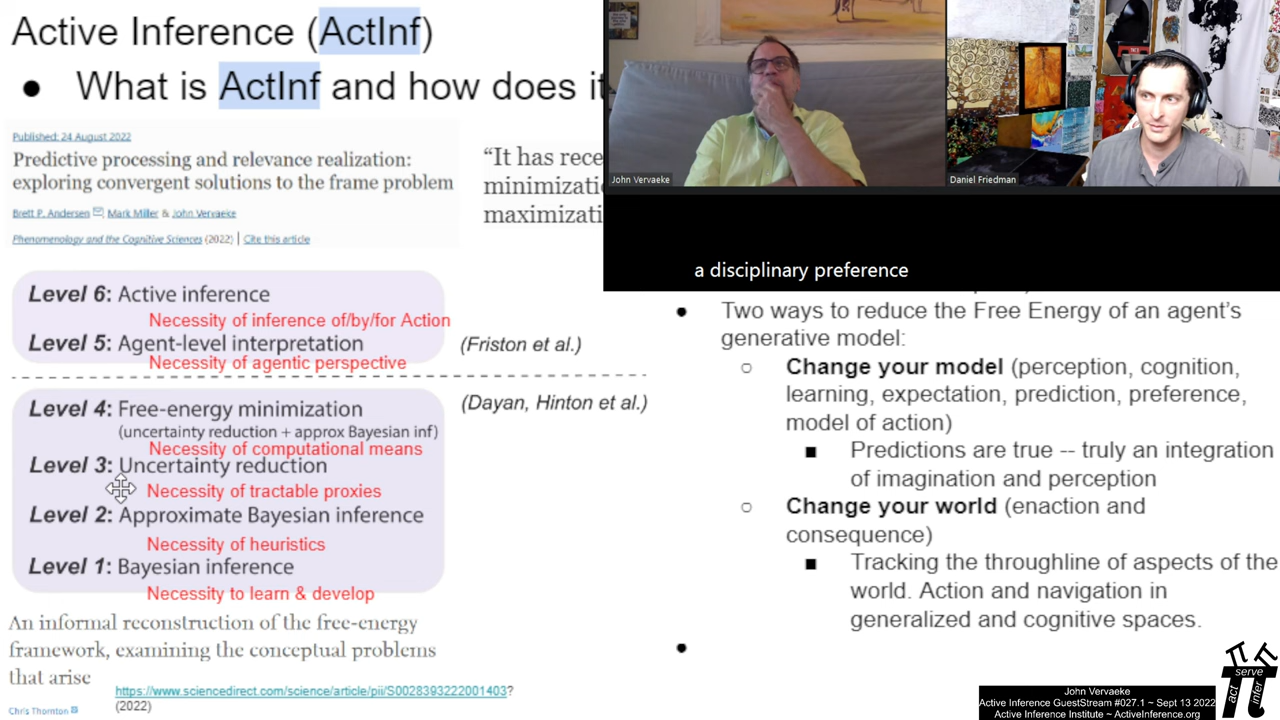 Active Inference (ActInf)
● What is ActInf and how does it
Published: 24 August 2022
Predictive processing and relevance realization:
exploring convergent solutions to the frame problem
Brett P. Andersen, Mark Miller & John Vervaeke
Phenomenology and the Cognitive Sciences (2022) | Cite this article
“It has rece
minimizati
maximizati
John Vervaeke
Daniel Friedman
a disciplinary preference
Level 6: Active inference
Necessity of inference of/by/for Action
Level 5: Agent-level interpretation
(Friston et al.)
Necessity of agentic perspective
Level 4: Free-energy minimization
(Dayan, Hinton et al.)
(uncertainty reduction + approx Bayesian inf)
Necessity of computational means
Level 3: Uncertainty reduction
Necessity of tractable proxies
Level 2: Approximate Bayesian inference
Necessity of heuristics
Level 1: Bayesian inference
Necessity to learn & develop
An informal reconstruction of the free-energy
framework, examining the conceptual problems
that arise
Chris Thornton
https://www.sciencedirect.com/science/article/pii/S0028393222001403?
(2022)
● Two ways to reduce the Free Energy of an agent’s
generative model:
○ Change your model (perception, cognition,
learning, expectation, prediction, preference,
model of action)
■ Predictions are true -- truly an integration
of imagination and perception
○ Change your world (enaction and
consequence)
■ Tracking the throughline of aspects of the
world. Action and navigation in
generalized and cognitive spaces.
●
John Vervaeke
Active Inference GuestStream #027.1 ~ Sept 13 2022
Active Inference Institute ~ ActiveInference.org
serve
act
infer